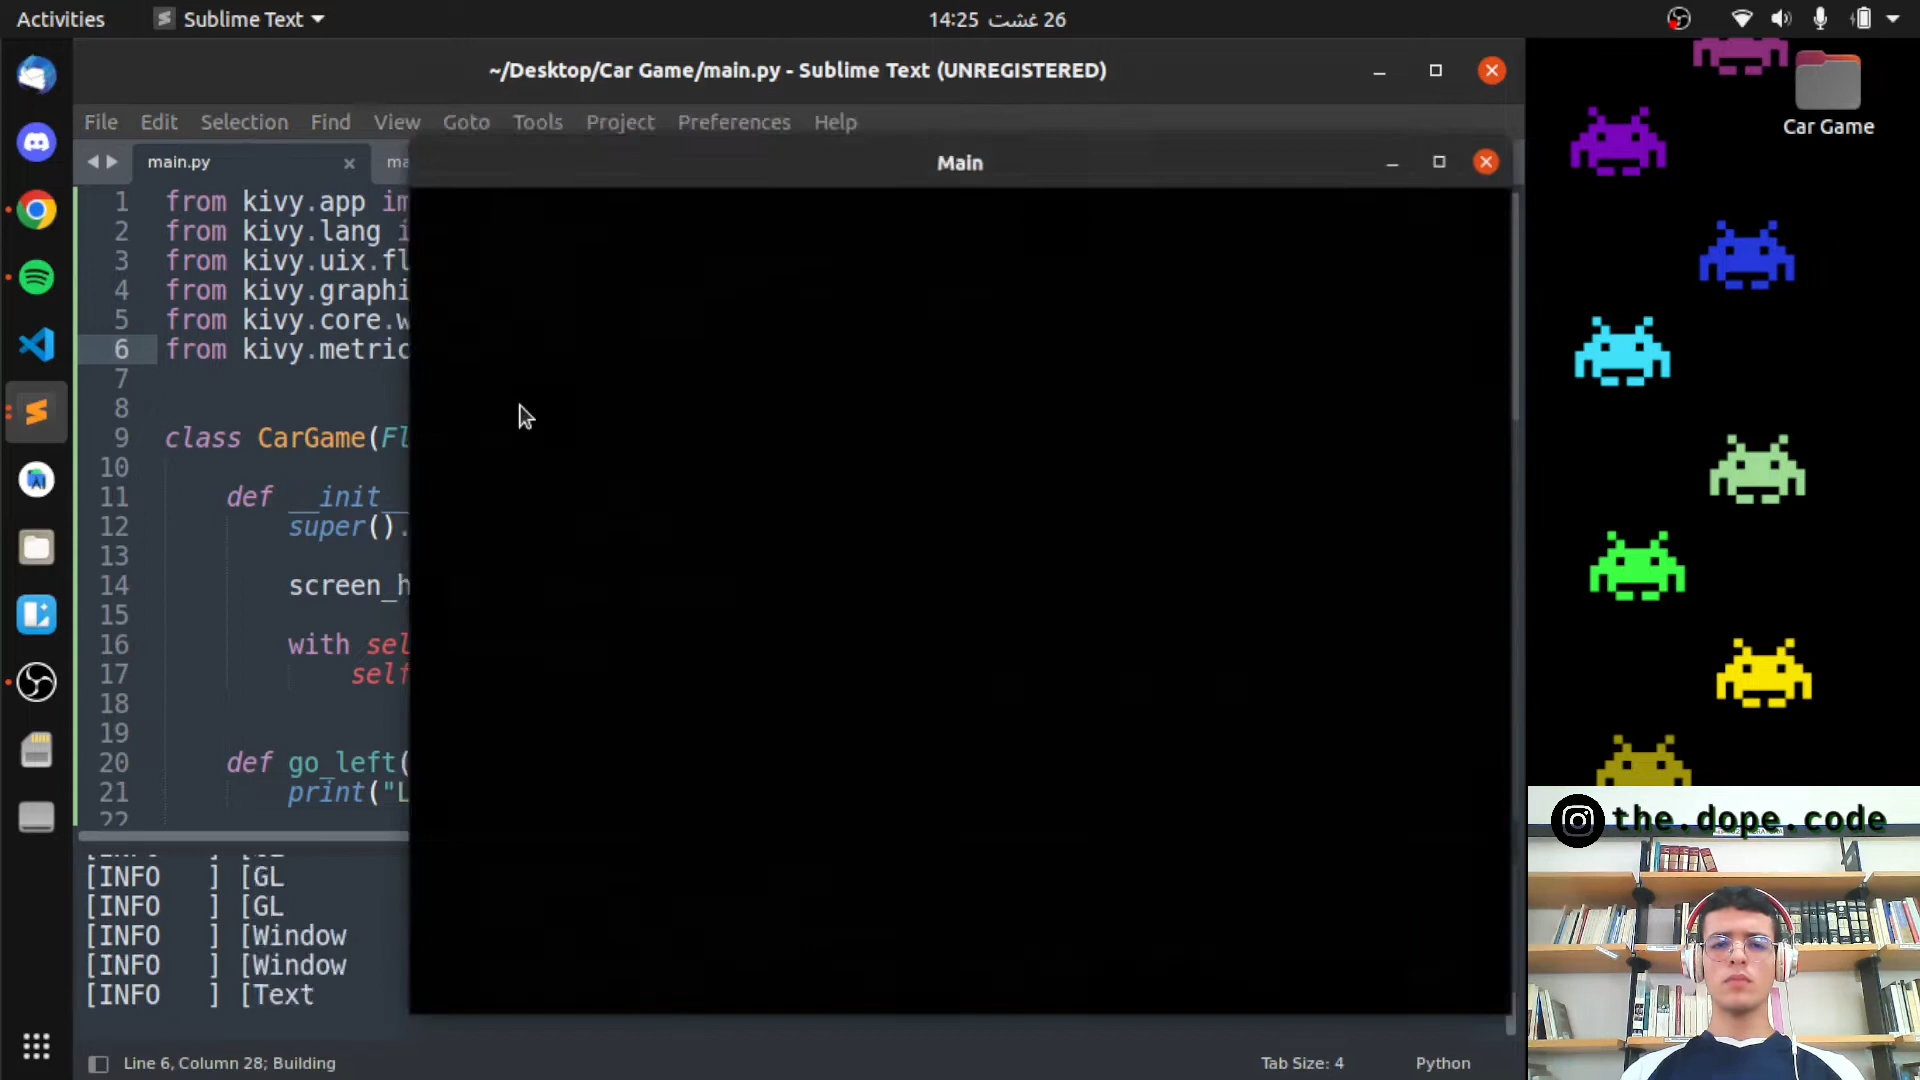 Activities
Sublime Text
26 غشت 14:25
~/Desktop/Car Game/main.py - Sublime Text (UNREGISTERED)
File Edit Selection Find View Goto Tools Project Preferences Help
main.py
ma
Main
Car Game
1 from kivy.app im
2 from kivy.lang i
3 from kivy.uix.fl
4 from kivy.graphi
5 from kivy.core.w
6 from kivy.metric
7
8
9 class CarGame(Fl
10
11 def __init__
12 super().
13
14 screen_h
15
16 with sel
17 self
18
19
20 def go_left(
21 print("L
22
[INFO ] [GL
[INFO ] [GL
[INFO ] [Window
[INFO ] [Window
[INFO ] [Text
Line 6, Column 28; Building
Tab Size: 4
Python
the.dope.code